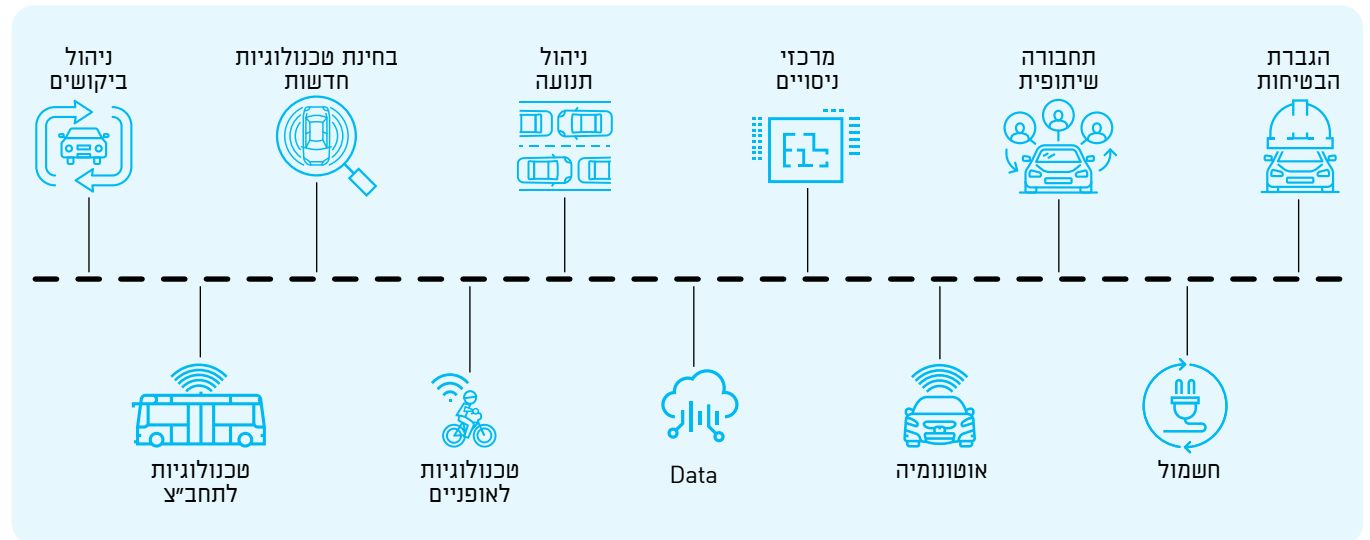 הגברת
הבטיחות
תחבורה
שיתופית
מרכזי
ניסויים
ניהול
תנועה
בחינת טכנולוגיות
חדשות
ניהול
ביקושים
חשמול
אוטונומיה
Data
טכנולוגיות
לאופניים
טכנולוגיות
לתחב״צ